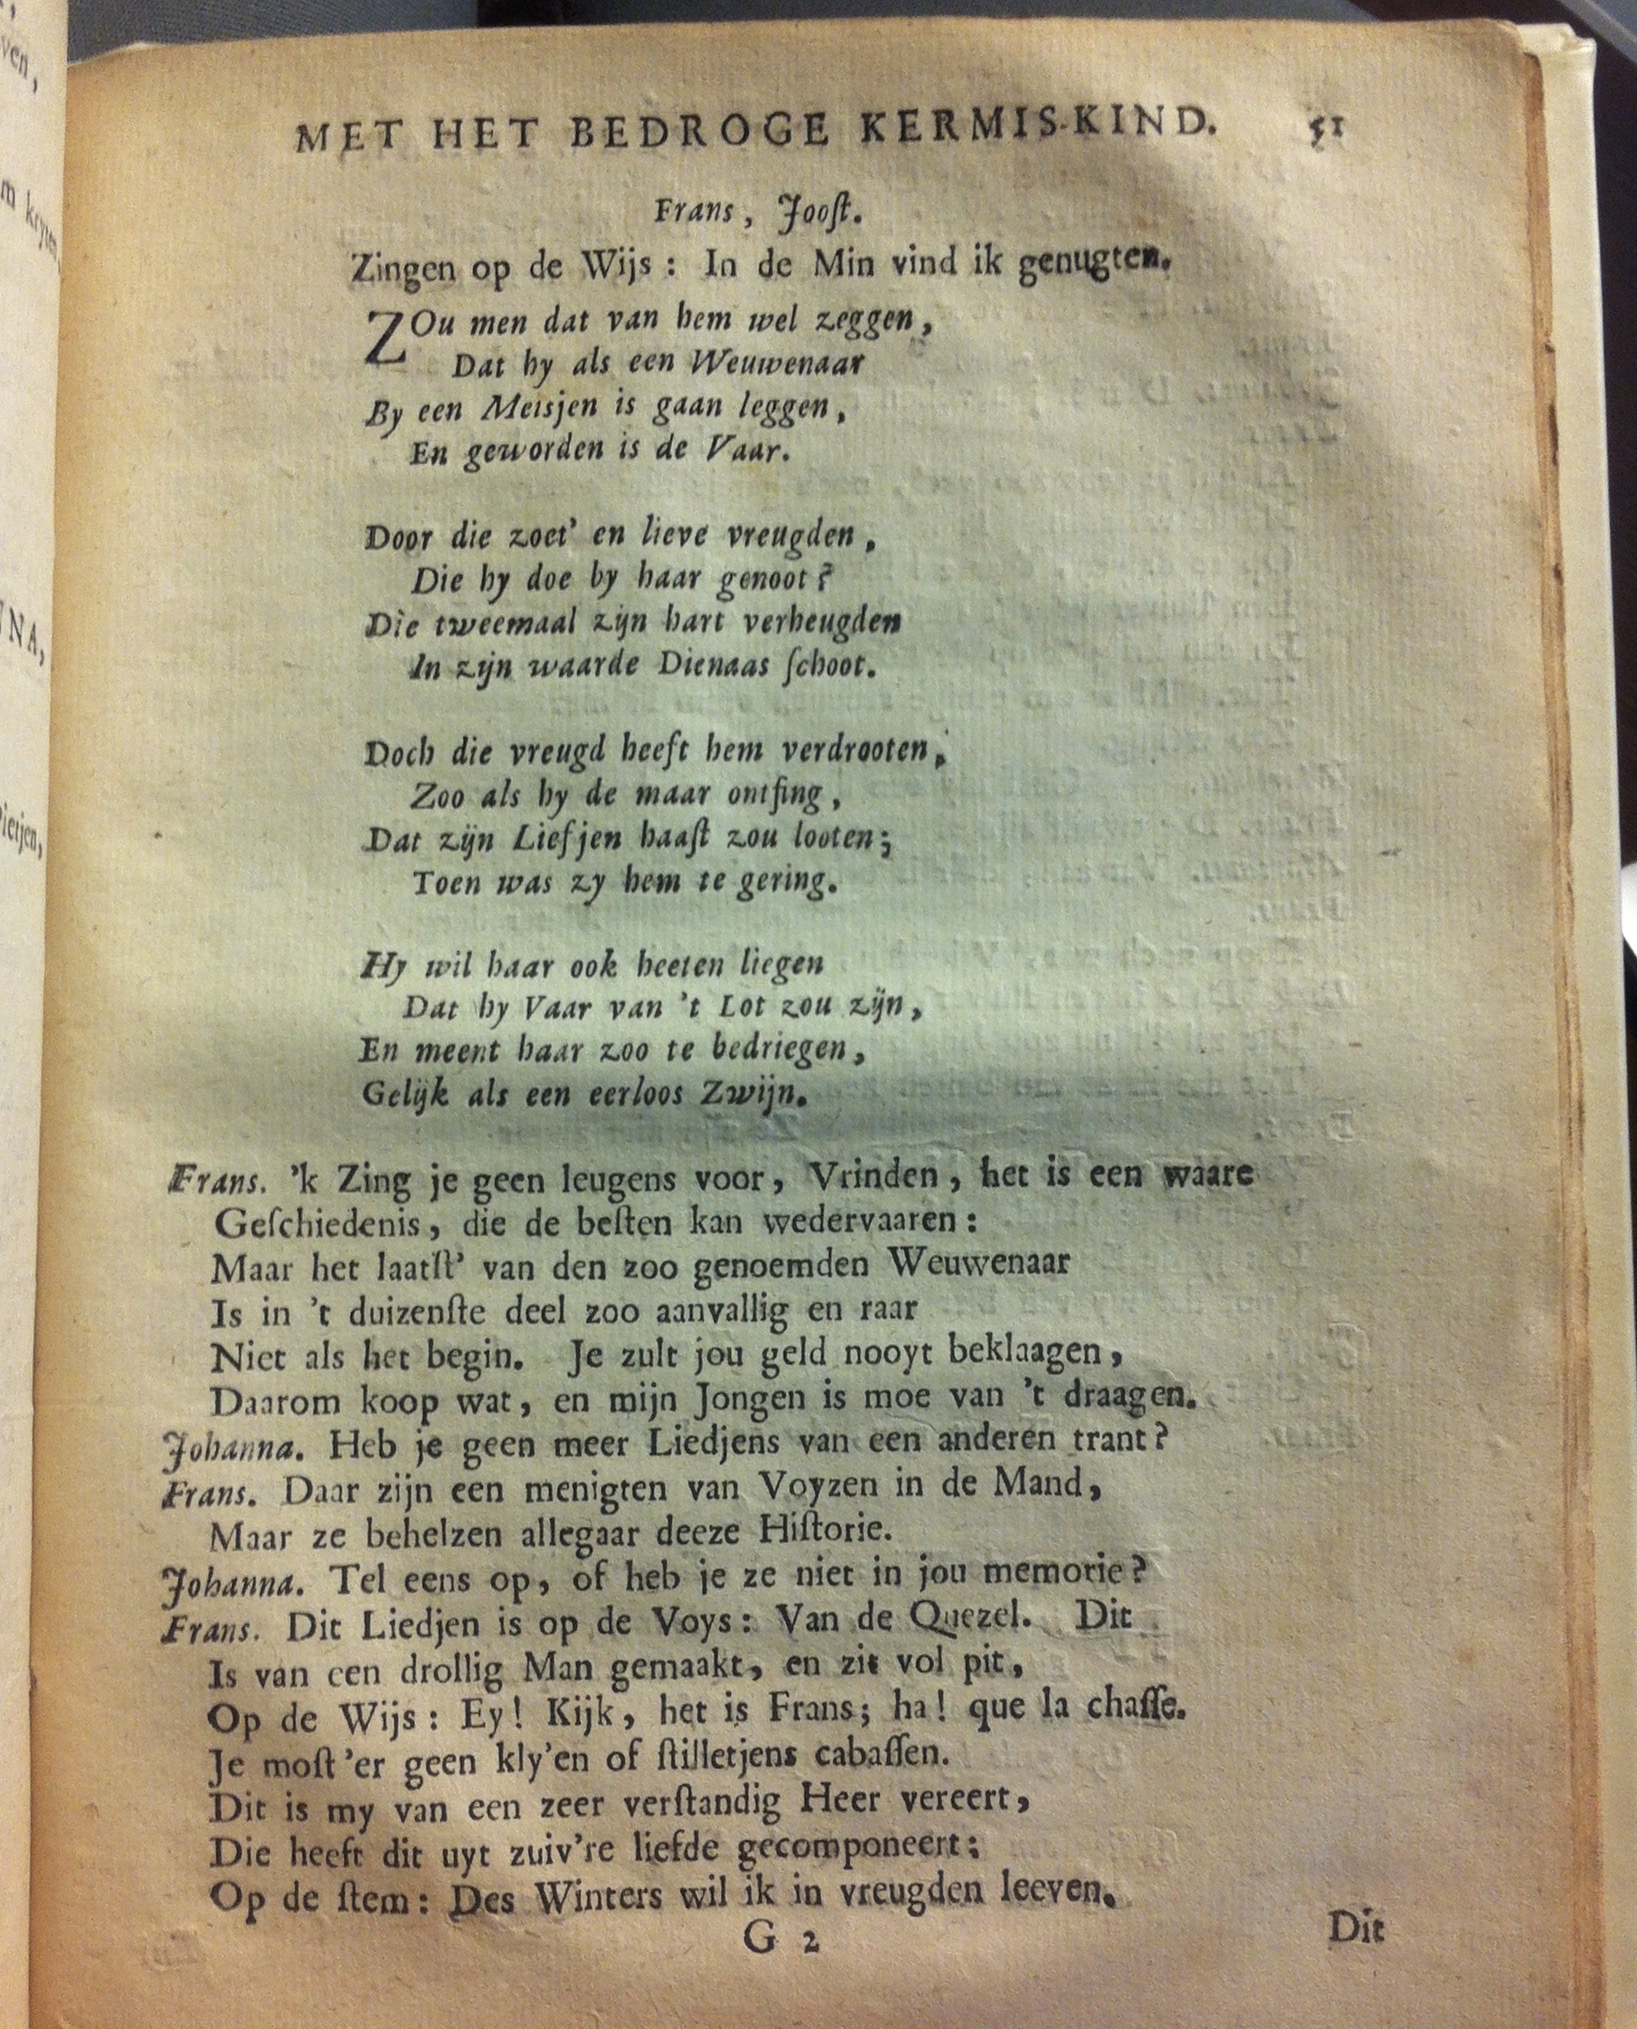 MET HET BEDROGE KERMIS-KIND. 51
Frans, Jooſt.
Zingen op de Wijs: In de Min vind ik genugten.
ZOu men dat van hem wel zeggen,
Dat hy als een Weuwenaar
By een Meisjen is gaan leggen,
En geworden is de Vaar.
Door die zoet' en lieve vreugden,
Die hy doe by haar genoot?
Die tweemaal zijn hart verheugden
In zijn waarde Dienaas ſchoot.
Doch die vreugd heeft hem verdrooten,
Zoo als hy de maar ontfing,
Dat zijn Liefjen haaſt zou looten;
Toen was zy hem te gering.
Hy wil haar ook heeten liegen
Dat hy Vaar van 't Lot zou zijn,
En meent haar zoo te bedriegen,
Gelijk als een eerloos Zwijn.
Frans. 'k Zing je geen leugens voor, Vrinden, het is een waare
Geſchiedenis, die de beſten kan wedervaaren:
Maar het laatſt' van den zoo genoemden Weuwenaar
Is in 't duizenſte deel zoo aanvallig en raar
Niet als het begin. Je zult jou geld nooyt beklaagen,
Daarom koop wat, en mijn Jongen is moe van 't draagen.
Johanna. Heb je geen meer Liedjens van een anderen trant?
Frans. Daar zijn een menigten van Voyzen in de Mand,
Maar ze behelzen allegaar deeze Hiſtorie.
Johanna. Tel eens op, of heb je ze niet in jou memorie?
Frans. Dit Liedjen is op de Voys: Van de Quezel. Dit
Is van een drollig Man gemaakt, en zit vol pit,
Op de Wijs: Ey! Kijk, het is Frans; ha! que la chaſſe.
Je moſt 'er geen kly'en of ſtilletjens cabaſſen.
Dit is my van een zeer verſtandig Heer vereert,
Die heeft dit uyt zuiv're liefde gecomponeert:
Op de ſtem: Des Winters wil ik in vreugden leeven.
G 2 Dit